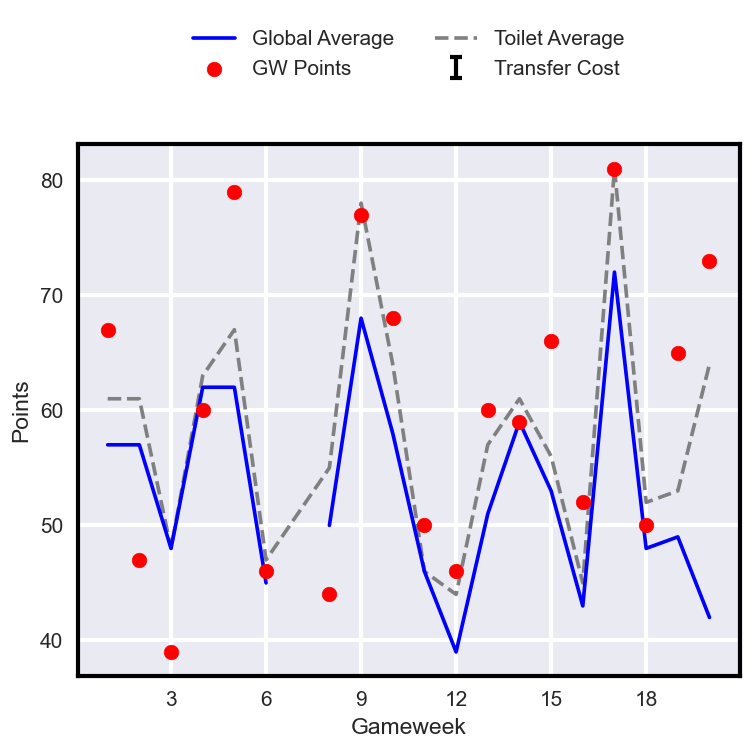 Global Average
Toilet Average
GW Points
Transfer Cost
80
70
60
50
40
Points
3 6 9 12 15 18
Gameweek